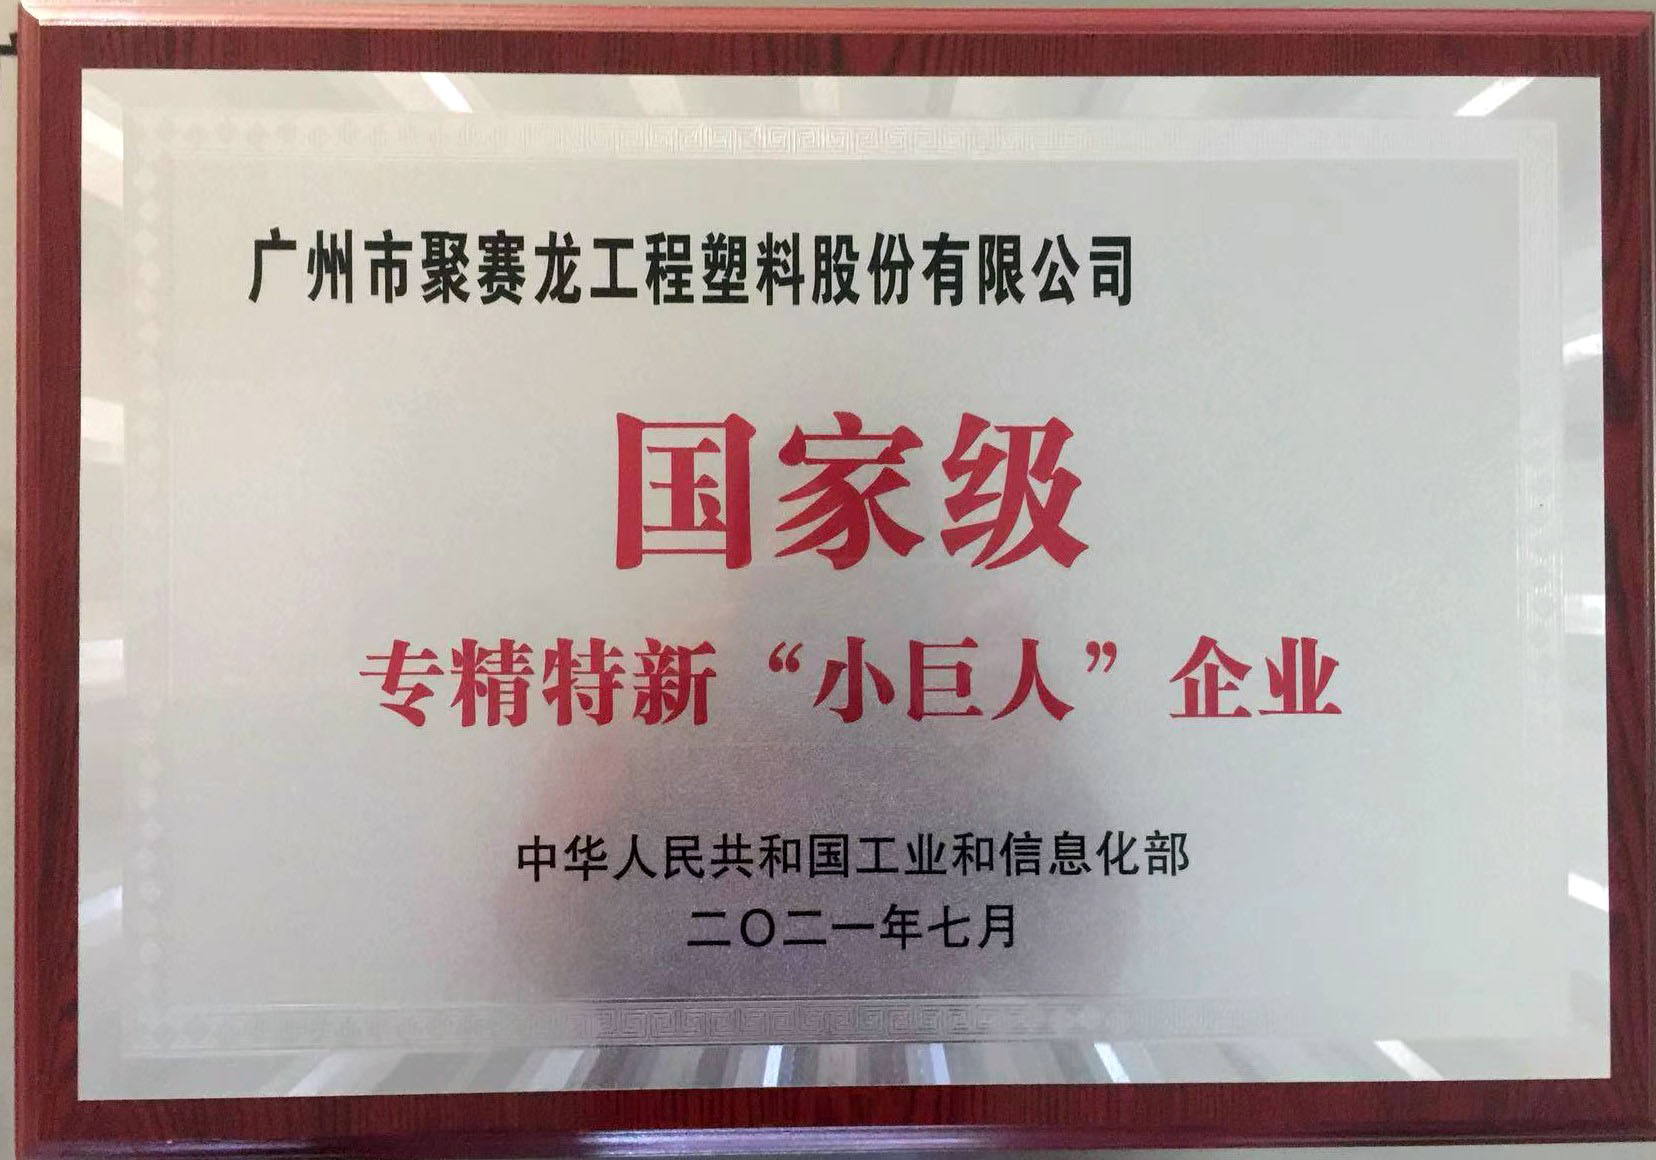 广州市聚赛龙工程塑料股份有限公司
国家级
专精特新“小巨人”企业
中华人民共和国工业和信息化部
二〇二一年七月